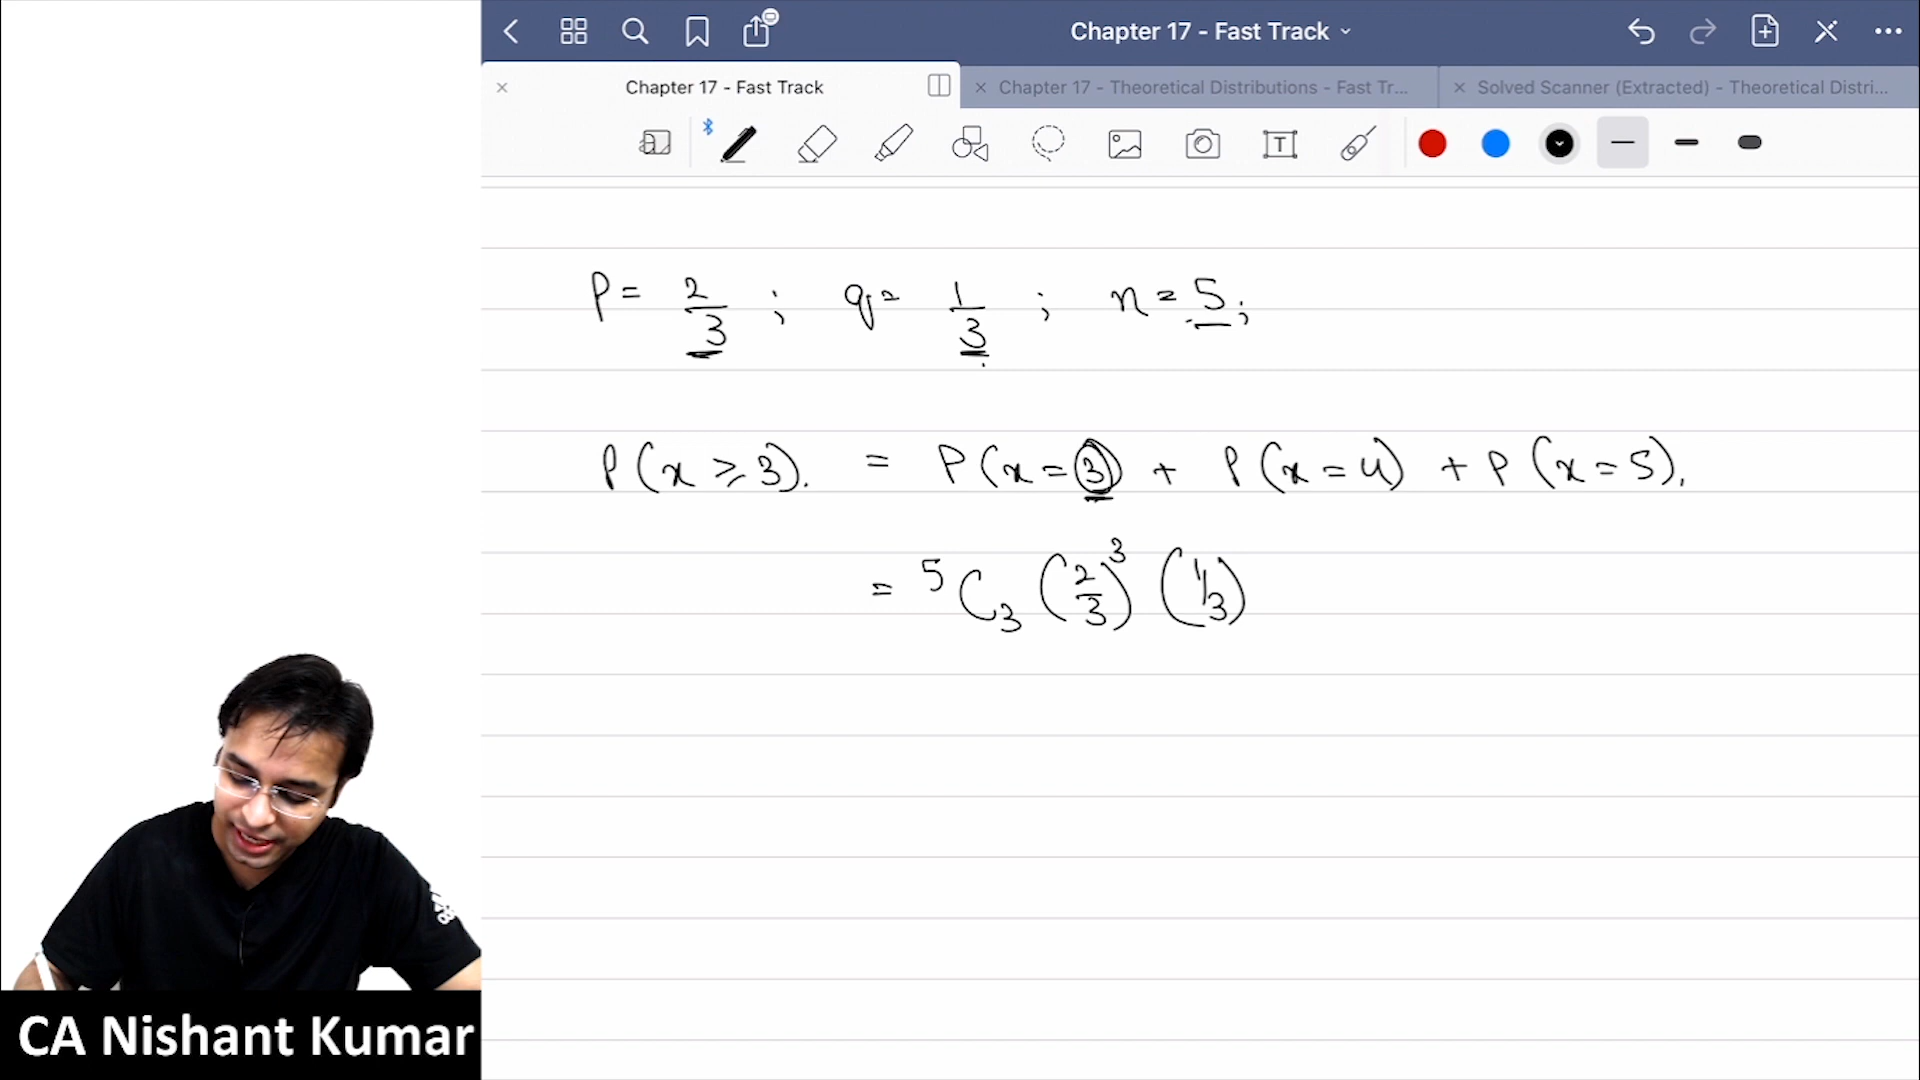 Chapter 17 - Fast Track
Chapter 17 - Fast Track
Chapter 17 - Theoretical Distributions - Fast Tr...
Solved Scanner (Extracted) - Theoretical Distri...
P = 2/3 ; q = 1/3 ; n = 5;
P(x ≥ 3). = P(x = 3) + P(x = 4) + P(x = 5).
= ⁵C₃ (2/3)³ (1/3)
CA Nishant Kumar